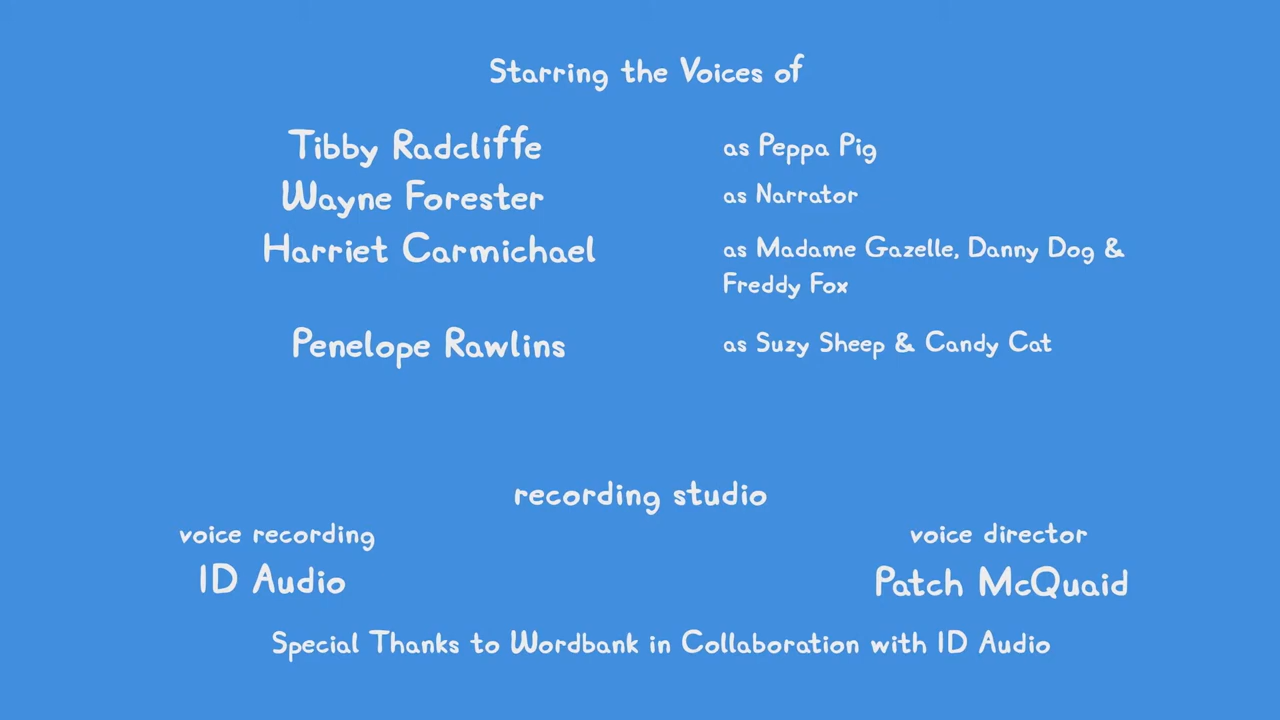 Starring the Voices of
Tibby Radcliffe as Peppa Pig
Wayne Forester as Narrator
Harriet Carmichael as Madame Gazelle, Danny Dog &
Freddy Fox
Penelope Rawlins as Suzy Sheep & Candy Cat
recording studio
voice recording voice director
ID Audio Patch McQuaid
Special Thanks to Wordbank in Collaboration with ID Audio